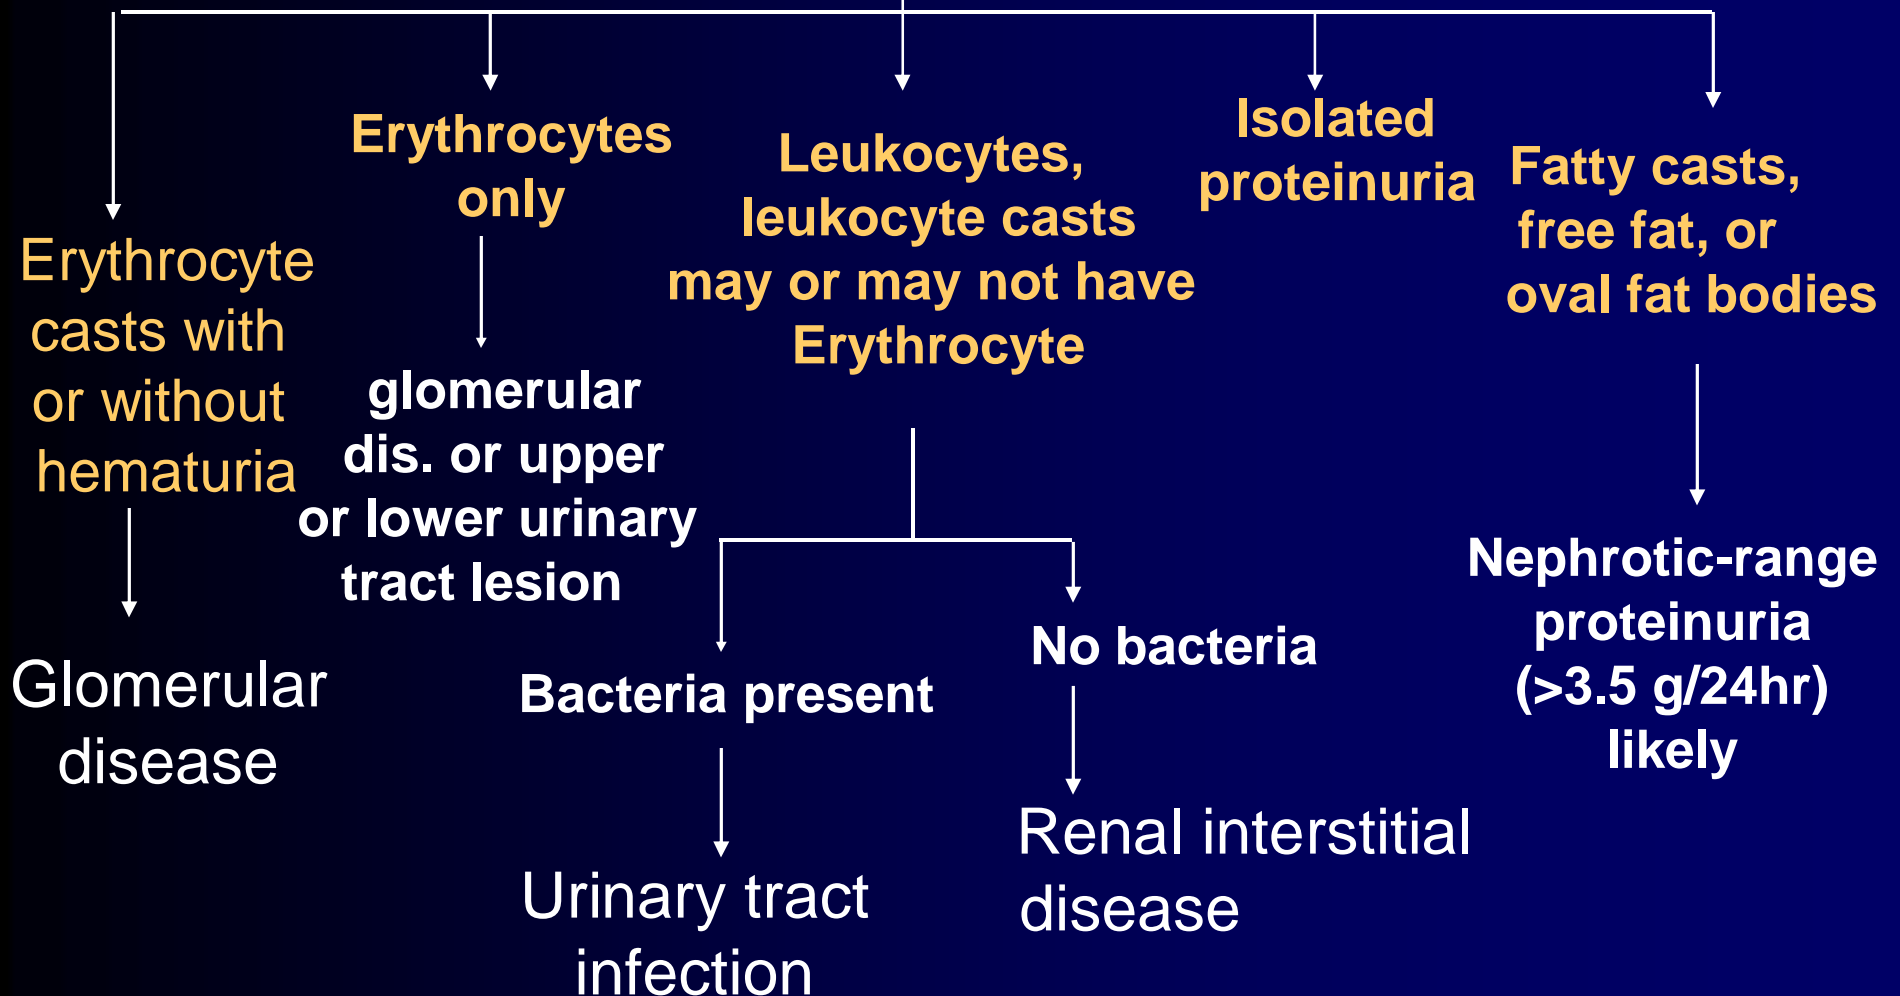 Erythrocyte
casts with
or without
hematuria
Glomerular
disease
Erythrocytes
only
glomerular
dis. or upper
or lower urinary
tract lesion
Leukocytes,
leukocyte casts
may or may not have
Erythrocyte
Bacteria present
Urinary tract
infection
No bacteria
Renal interstitial
disease
Isolated
proteinuria
Fatty casts,
free fat, or
oval fat bodies
Nephrotic-range
proteinuria
(>3.5 g/24hr)
likely